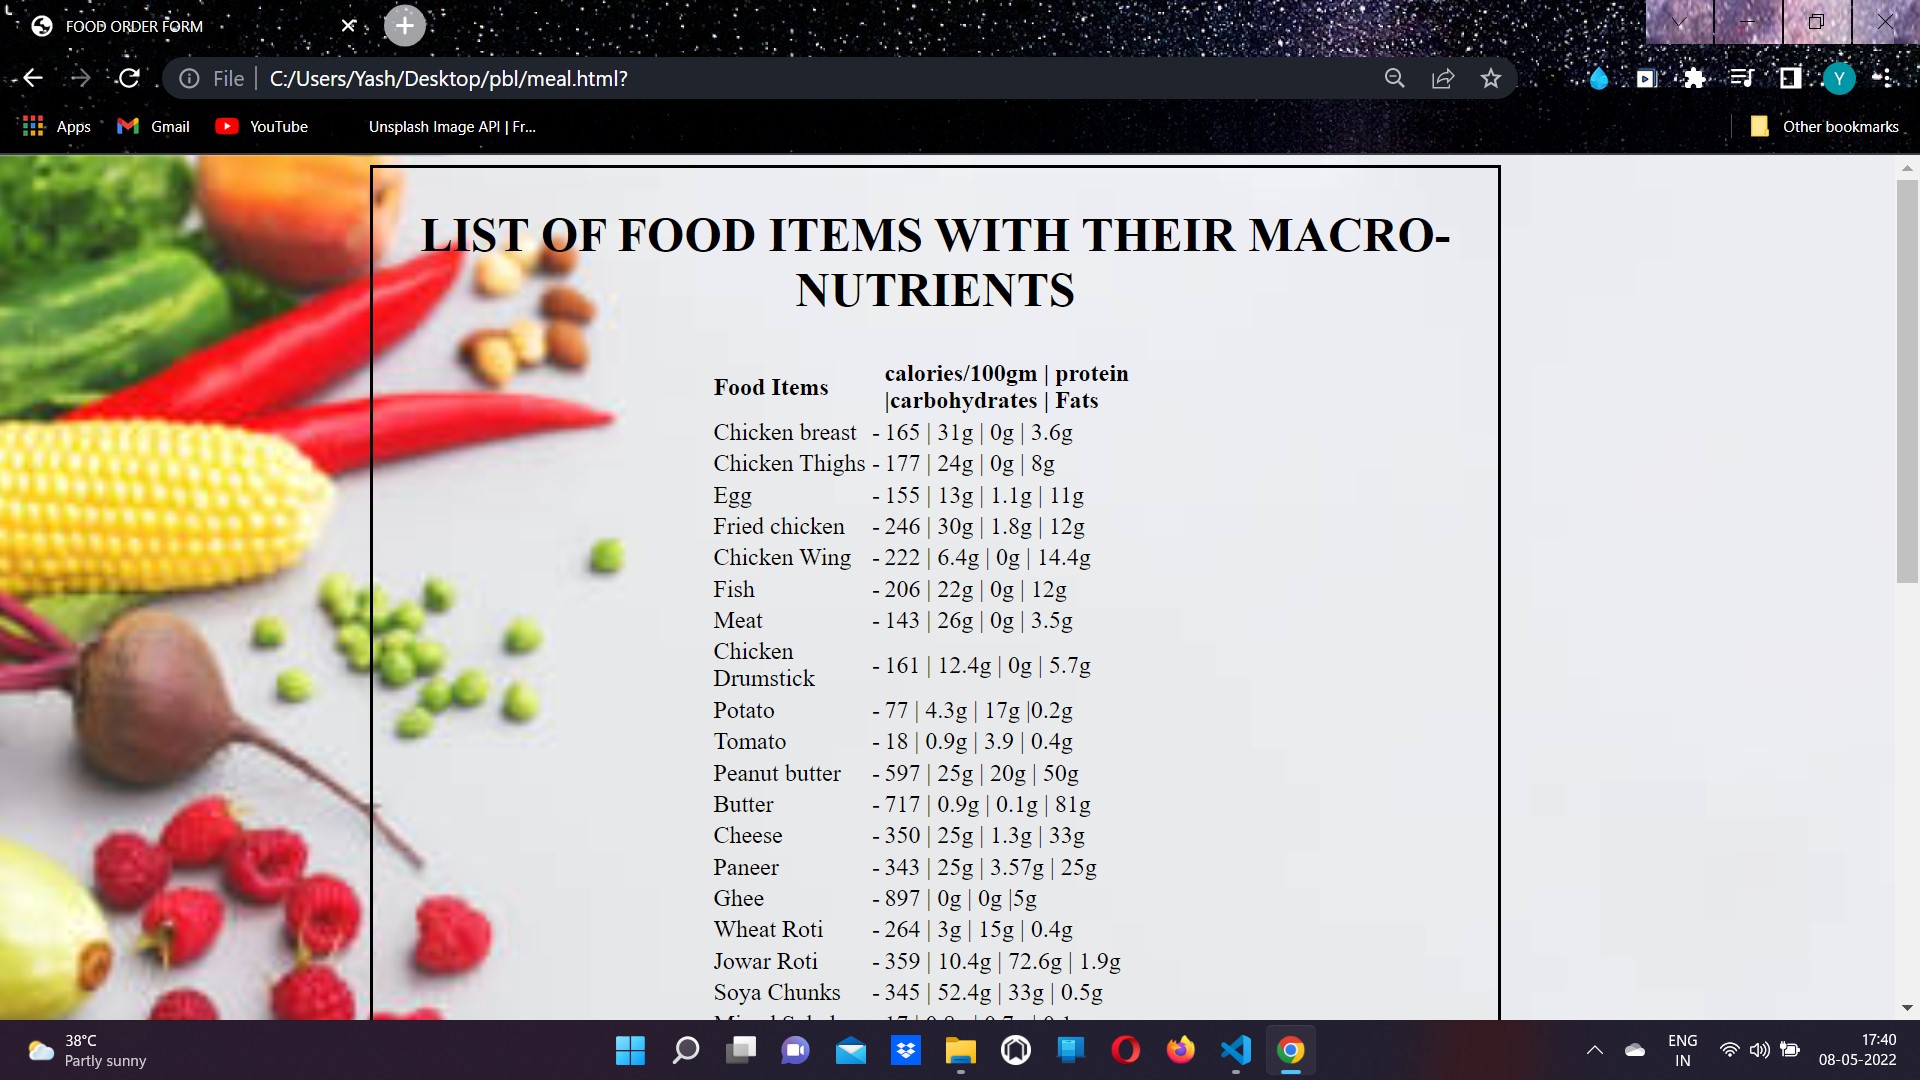 FOOD ORDER FORM
File
C:/Users/Yash/Desktop/pbl/meal.html?
Y
Apps
Gmail
YouTube
Unsplash Image API | Fr...
Other bookmarks
LIST OF FOOD ITEMS WITH THEIR MACRO-
NUTRIENTS
Food Items
calories/100gm | protein
|carbohydrates | Fats
Chicken breast - 165 | 31g | 0g | 3.6g
Chicken Thighs - 177 | 24g | 0g | 8g
Egg - 155 | 13g | 1.1g | 11g
Fried chicken - 246 | 30g | 1.8g | 12g
Chicken Wing - 222 | 6.4g | 0g | 14.4g
Fish - 206 | 22g | 0g | 12g
Meat - 143 | 26g | 0g | 3.5g
Chicken
Drumstick - 161 | 12.4g | 0g | 5.7g
Potato - 77 | 4.3g | 17g |0.2g
Tomato - 18 | 0.9g | 3.9 | 0.4g
Peanut butter - 597 | 25g | 20g | 50g
Butter - 717 | 0.9g | 0.1g | 81g
Cheese - 350 | 25g | 1.3g | 33g
Paneer - 343 | 25g | 3.57g | 25g
Ghee - 897 | 0g | 0g |5g
Wheat Roti - 264 | 3g | 15g | 0.4g
Jowar Roti - 359 | 10.4g | 72.6g | 1.9g
Soya Chunks - 345 | 52.4g | 33g | 0.5g
38°C
Partly sunny
ENG
IN
17:40
08-05-2022